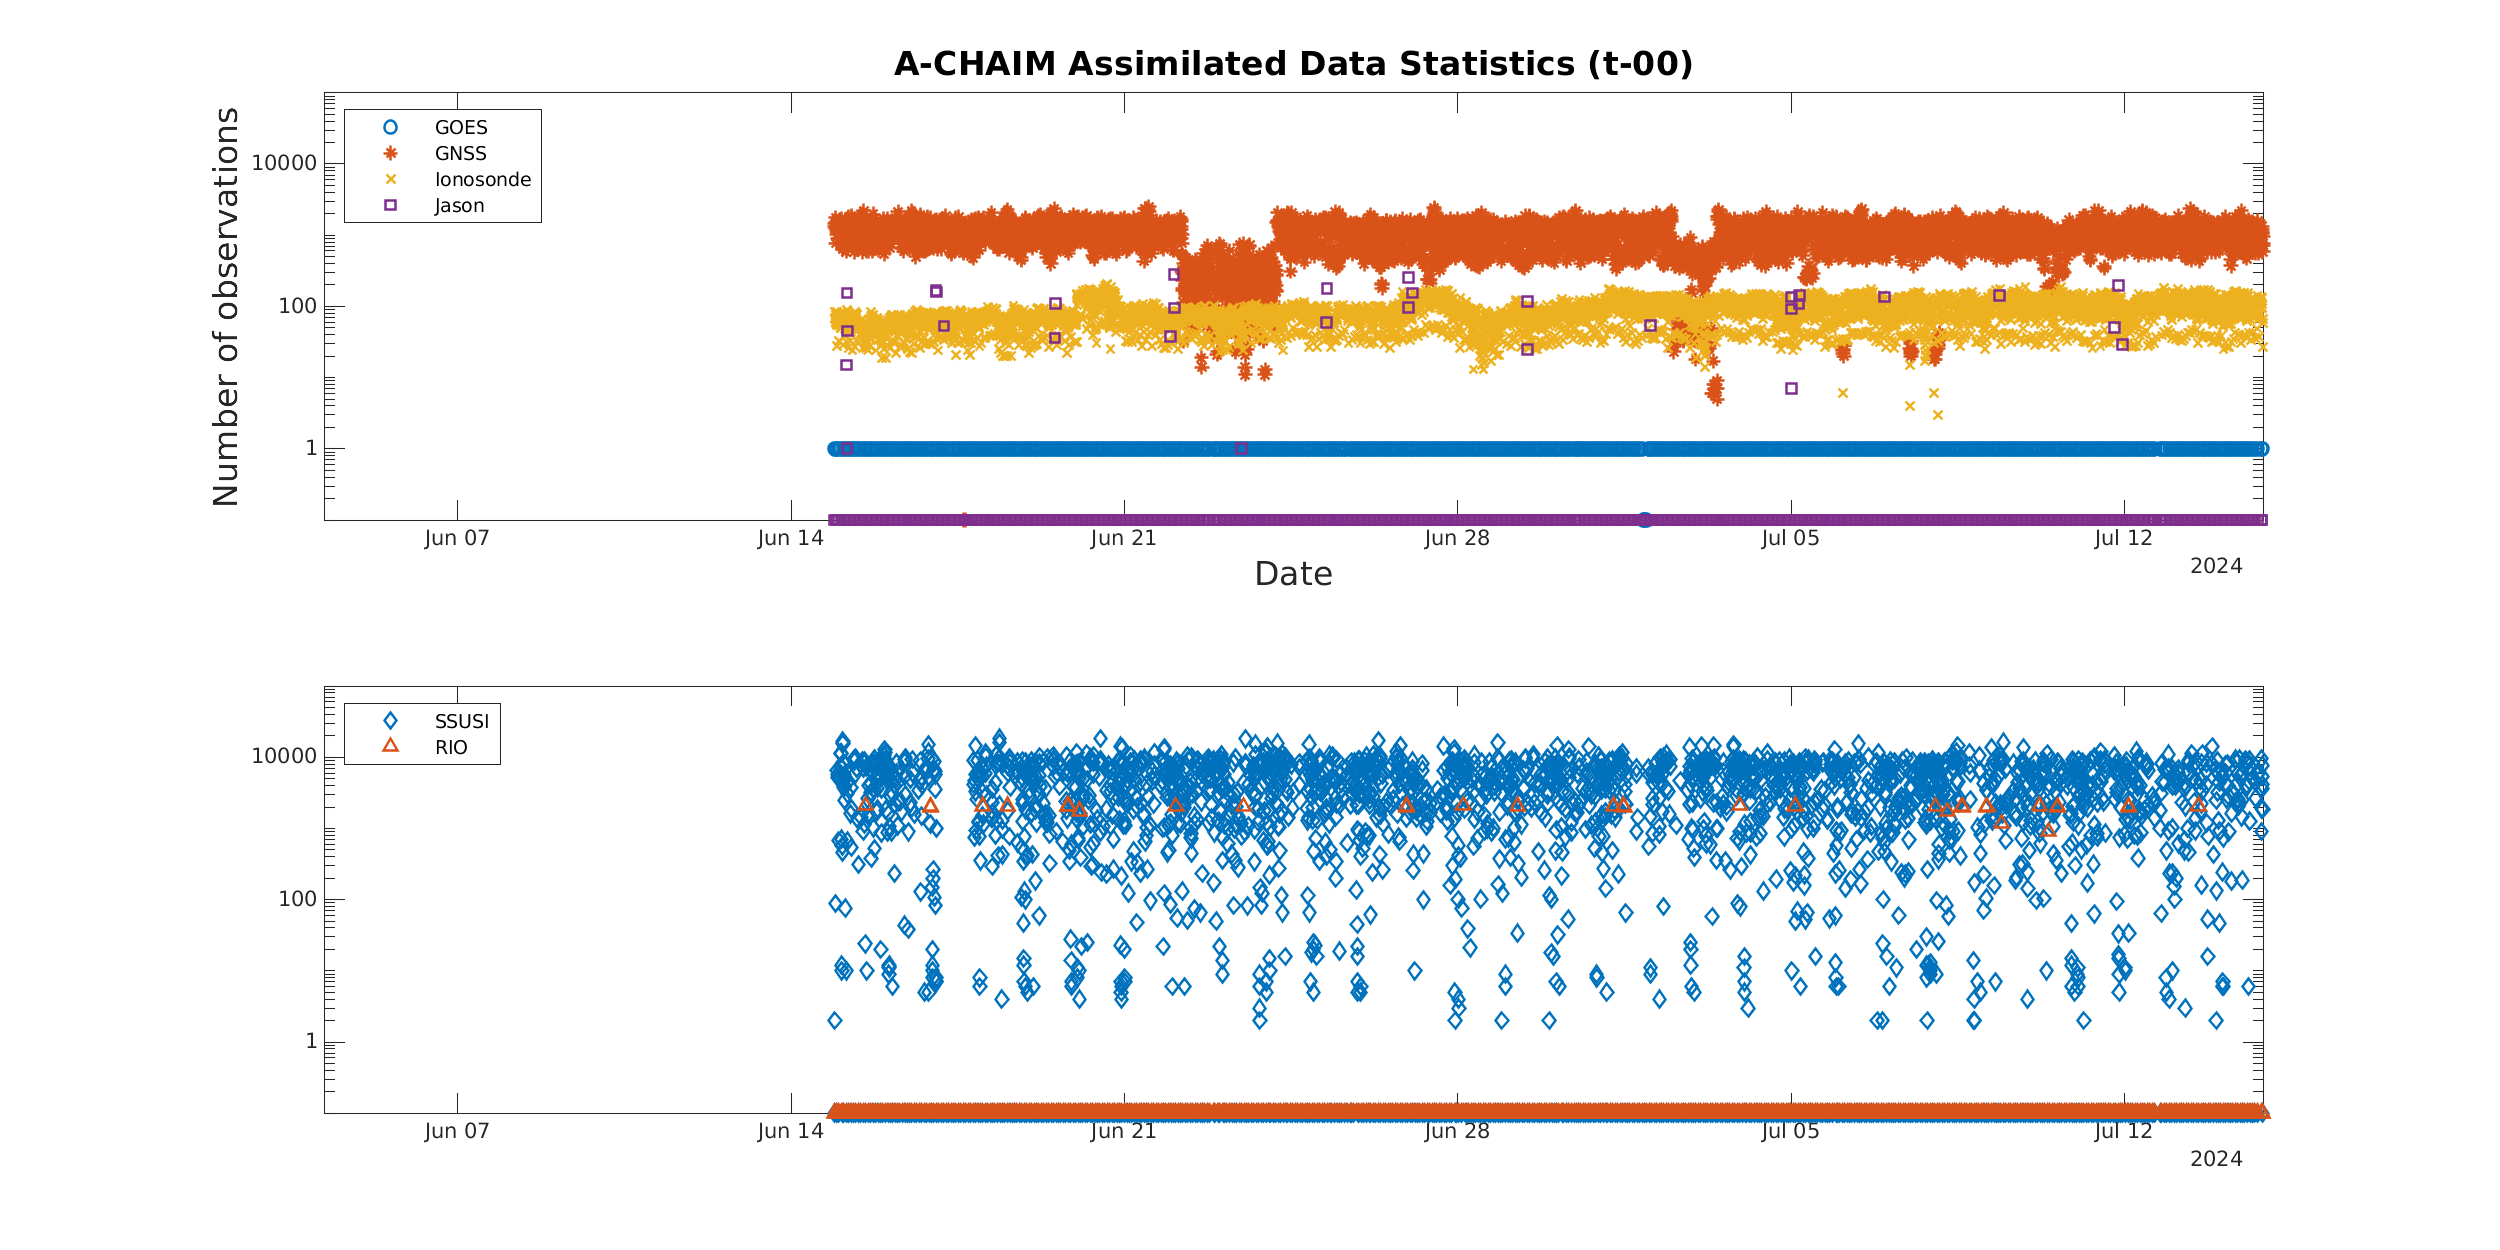 A-CHAIM Assimilated Data Statistics (t-00)
Number of observations
10000
100
1
GOES
GNSS
Ionosonde
Jason
Jun 07
Jun 14
Jun 21
Jun 28
Jul 05
Jul 12
2024
Date
10000
100
1
SSUSI
RIO
Jun 07
Jun 14
Jun 21
Jun 28
Jul 05
Jul 12
2024